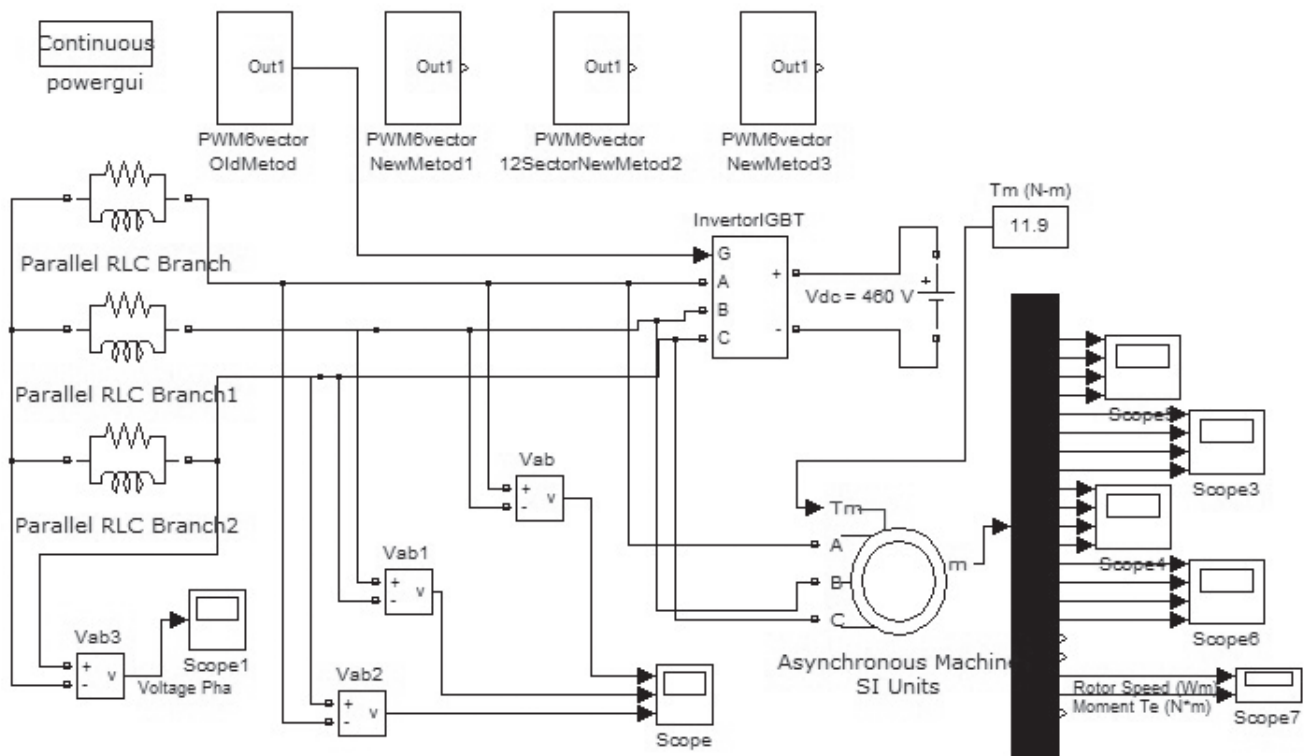 Continuous
powergui
Out1
PWM6vector
OldMetod
Out1
PWM6vector
NewMetod1
Out1
PWM6vector
12SectorNewMetod2
Out1
PWM6vector
NewMetod3
Parallel RLC Branch
Parallel RLC Branch1
Parallel RLC Branch2
InvertorIGBT
G
A
B
C
+
-
Vdc = 460 V
+
Tm (N-m)
11.9
Scope5
Scope3
Scope4
Scope6
Rotor Speed (Wm)
Moment Te (N*m)
Scope7
Tm
A
B
C
m
Asynchronous Machine
SI Units
Vab
+
-
v
Vab1
+
-
v
Vab2
+
-
v
Vab3
+
-
v
Scope1
Voltage Pha
Scope